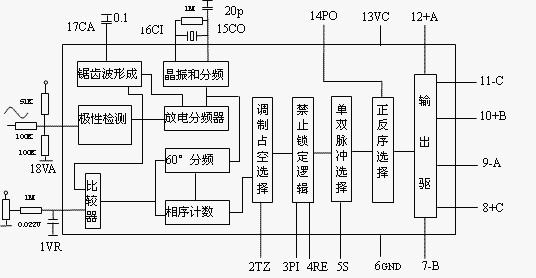 1M
20p
17CA
0.1
16CI
15CO
14PO
13VC
12+A
锯齿波形成
晶振和分频
11-C
51K
极性检测
放电分频器
调制占空选择
禁止锁定逻辑
单双脉冲选择
正反序选择
输出驱
10+B
100K
100K
18VA
60°分频
9-A
1M
比较器
相序计数
8+C
0.022U
1VR
2TZ
3PI
4RE
5S
6GND
7-B